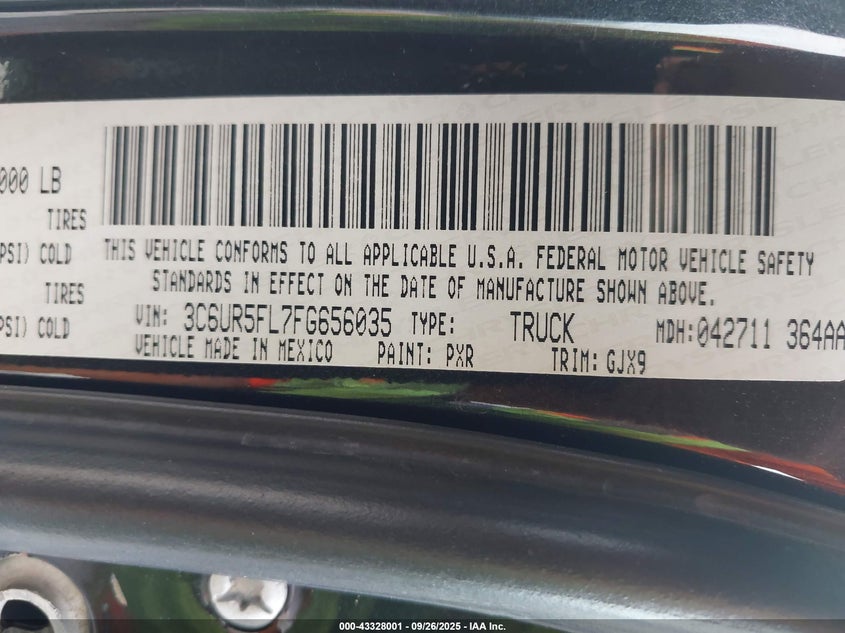 000 LB
TIRES
PSI) COLD
TIRES
PSI) COLD
THIS VEHICLE CONFORMS TO ALL APPLICABLE U.S.A. FEDERAL MOTOR VEHICLE SAFETY
STANDARDS IN EFFECT ON THE DATE OF MANUFACTURE SHOWN ABOVE.
VIN: 3C6UR5FL7FG656035 TYPE: TRUCK MDH:042711 364AA
VEHICLE MADE IN MEXICO PAINT: PXR TRIM: GJX9
000-43328001 - 09/26/2025 - IAA Inc.